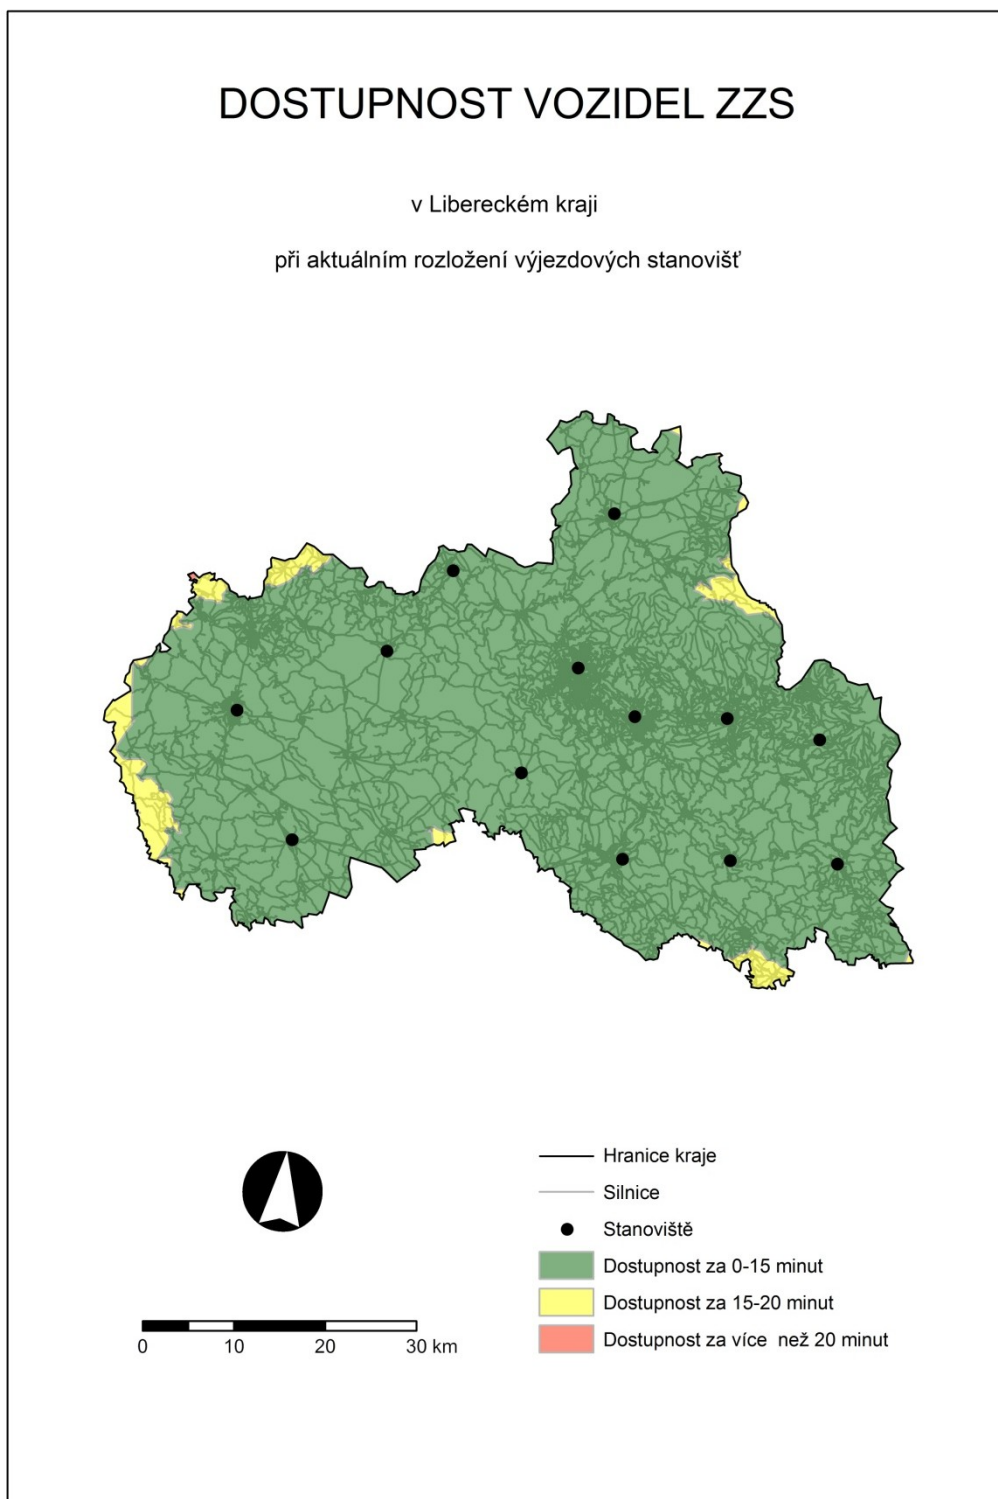 DOSTUPNOST VOZIDEL ZZS
v Libereckém kraji
při aktuálním rozložení výjezdových stanovišť
Hranice kraje
Silnice
Stanoviště
Dostupnost za 0-15 minut
Dostupnost za 15-20 minut
Dostupnost za více než 20 minut
0 10 20 30 km